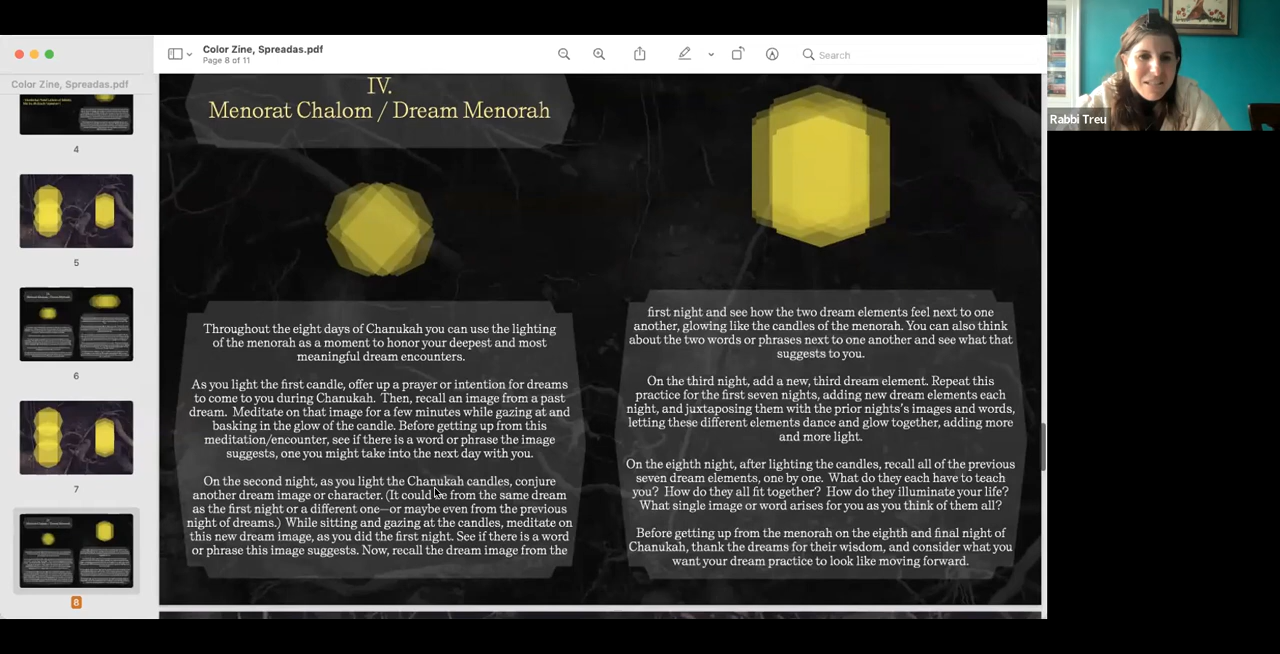 Color Zine, Spreadas.pdf
Page 8 of 11
Search
Rabbi Treu
Color Zine, Spreadas.pdf
4
5
6
7
8
IV.
Menorat Chalom / Dream Menorah
Throughout the eight days of Chanukah you can use the lighting
of the menorah as a moment to honor your deepest and most
meaningful dream encounters.
As you light the first candle, offer up a prayer or intention for dreams
to come to you during Chanukah. Then, recall an image from a past
dream. Meditate on that image for a few minutes while gazing at and
basking in the glow of the candle. Before getting up from this
meditation/encounter, see if there is a word or phrase the image
suggests, one you might take into the next day with you.
On the second night, as you light the Chanukah candles, conjure
another dream image or character. (It could be from the same dream
as the first night or a different one—or maybe even from the previous
night of dreams.) While sitting and gazing at the candles, meditate on
this new dream image, as you did the first night. See if there is a word
or phrase this image suggests. Now, recall the dream image from the
first night and see how the two dream elements feel next to one
another, glowing like the candles of the menorah. You can also think
about the two words or phrases next to one another and see what that
suggests to you.
On the third night, add a new, third dream element. Repeat this
practice for the first seven nights, adding new dream elements each
night, and juxtaposing them with the prior nights's images and words,
letting these different elements dance and glow together, adding more
and more light.
On the eighth night, after lighting the candles, recall all of the previous
seven dream elements, one by one. What do they each have to teach
you? How do they all fit together? How do they illuminate your life?
What single image or word arises for you as you think of them all?
Before getting up from the menorah on the eighth and final night of
Chanukah, thank the dreams for their wisdom, and consider what you
want your dream practice to look like moving forward.